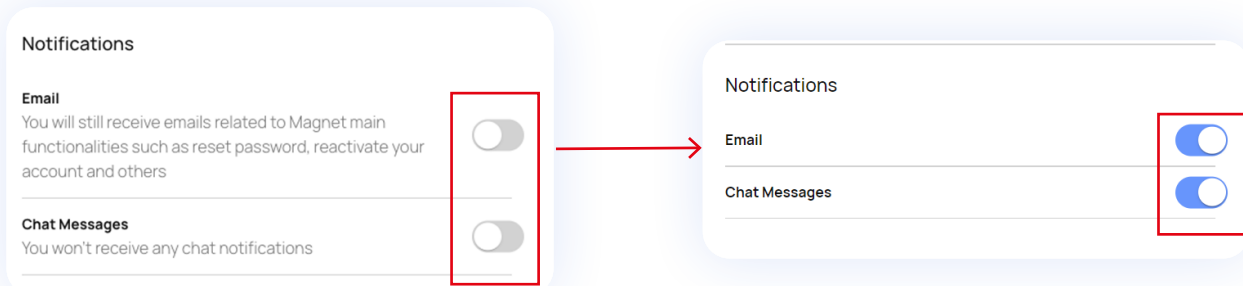 Notifications
Email
You will still receive emails related to Magnet main
functionalities such as reset password, reactivate your
account and others
Chat Messages
You won't receive any chat notifications
Notifications
Email
Chat Messages